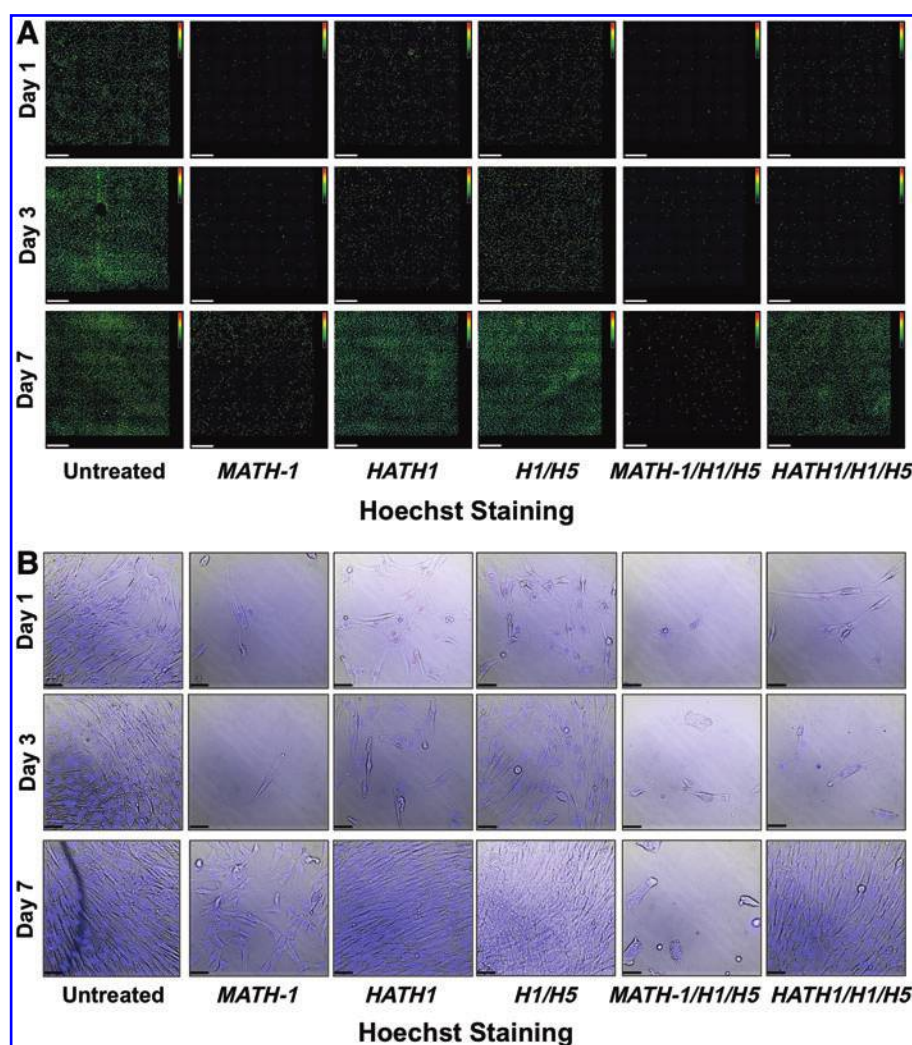 A
Day 1
Day 3
Day 7
Untreated MATH-1 HATH1 H1/H5 MATH-1/H1/H5 HATH1/H1/H5
Hoechst Staining
B
Day 1
Day 3
Day 7
Untreated MATH-1 HATH1 H1/H5 MATH-1/H1/H5 HATH1/H1/H5
Hoechst Staining